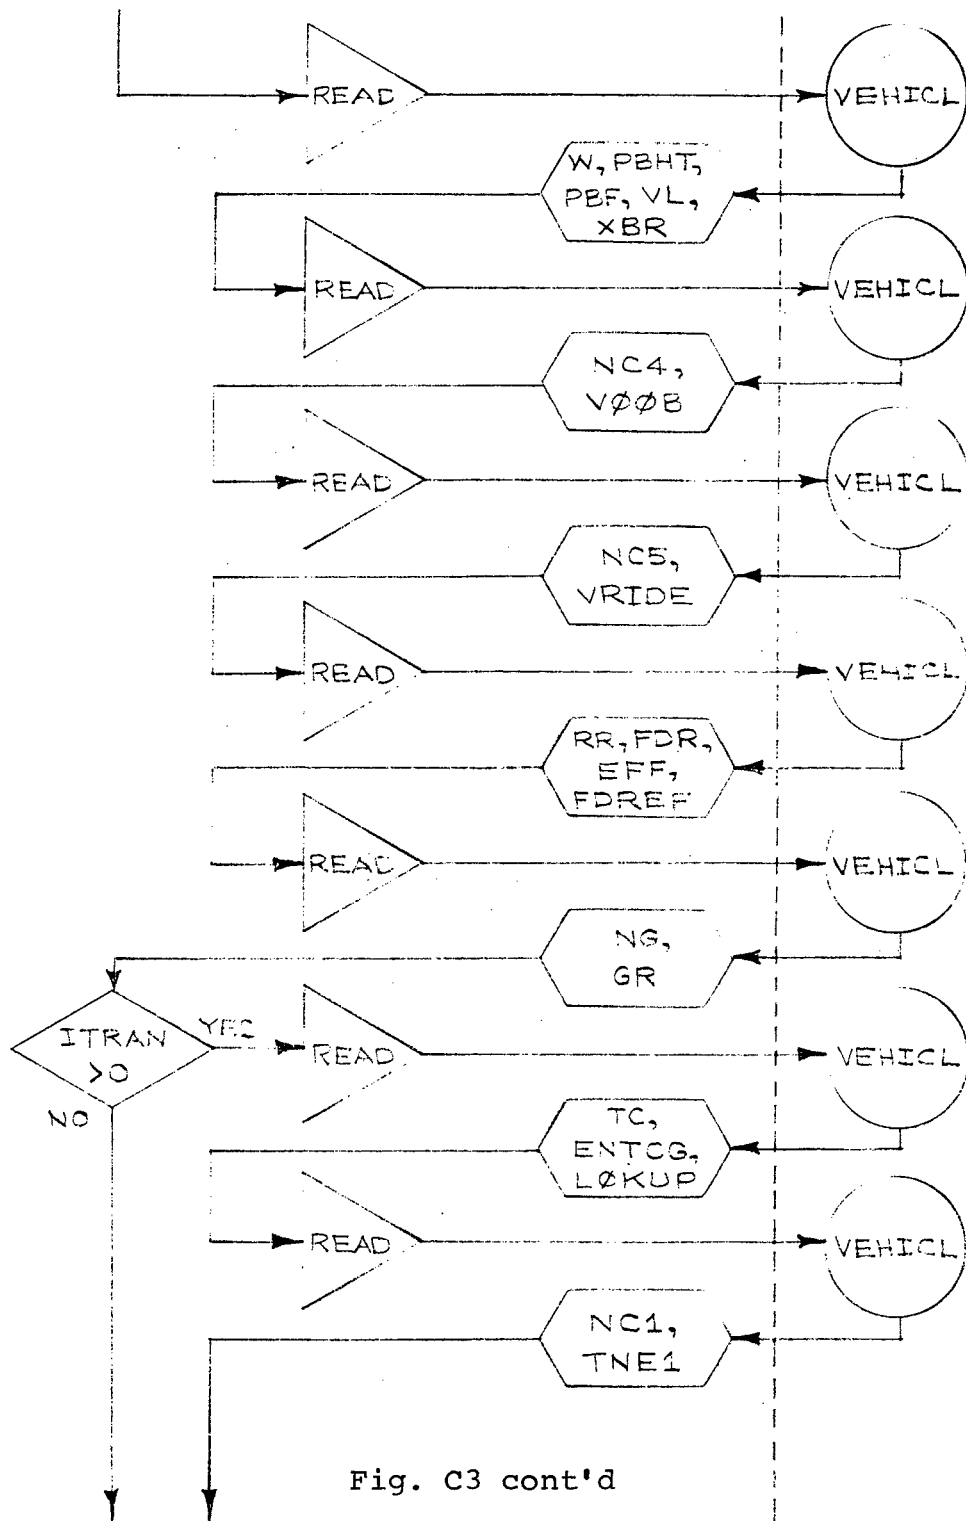 READ
VEHICL
W, PBHT,
PBF, VL,
XBR
READ
VEHICL
NC4,
VØØB
READ
VEHICL
NC5,
VRIDE
READ
VEHICL
RR, FDR,
EFF,
FDREF
READ
VEHICL
NG,
GR
ITRAN
>0
YES
NO
READ
VEHICL
TC,
ENTCG,
LØKUP
READ
VEHICL
NC1,
TNE1
Fig. C3 cont'd